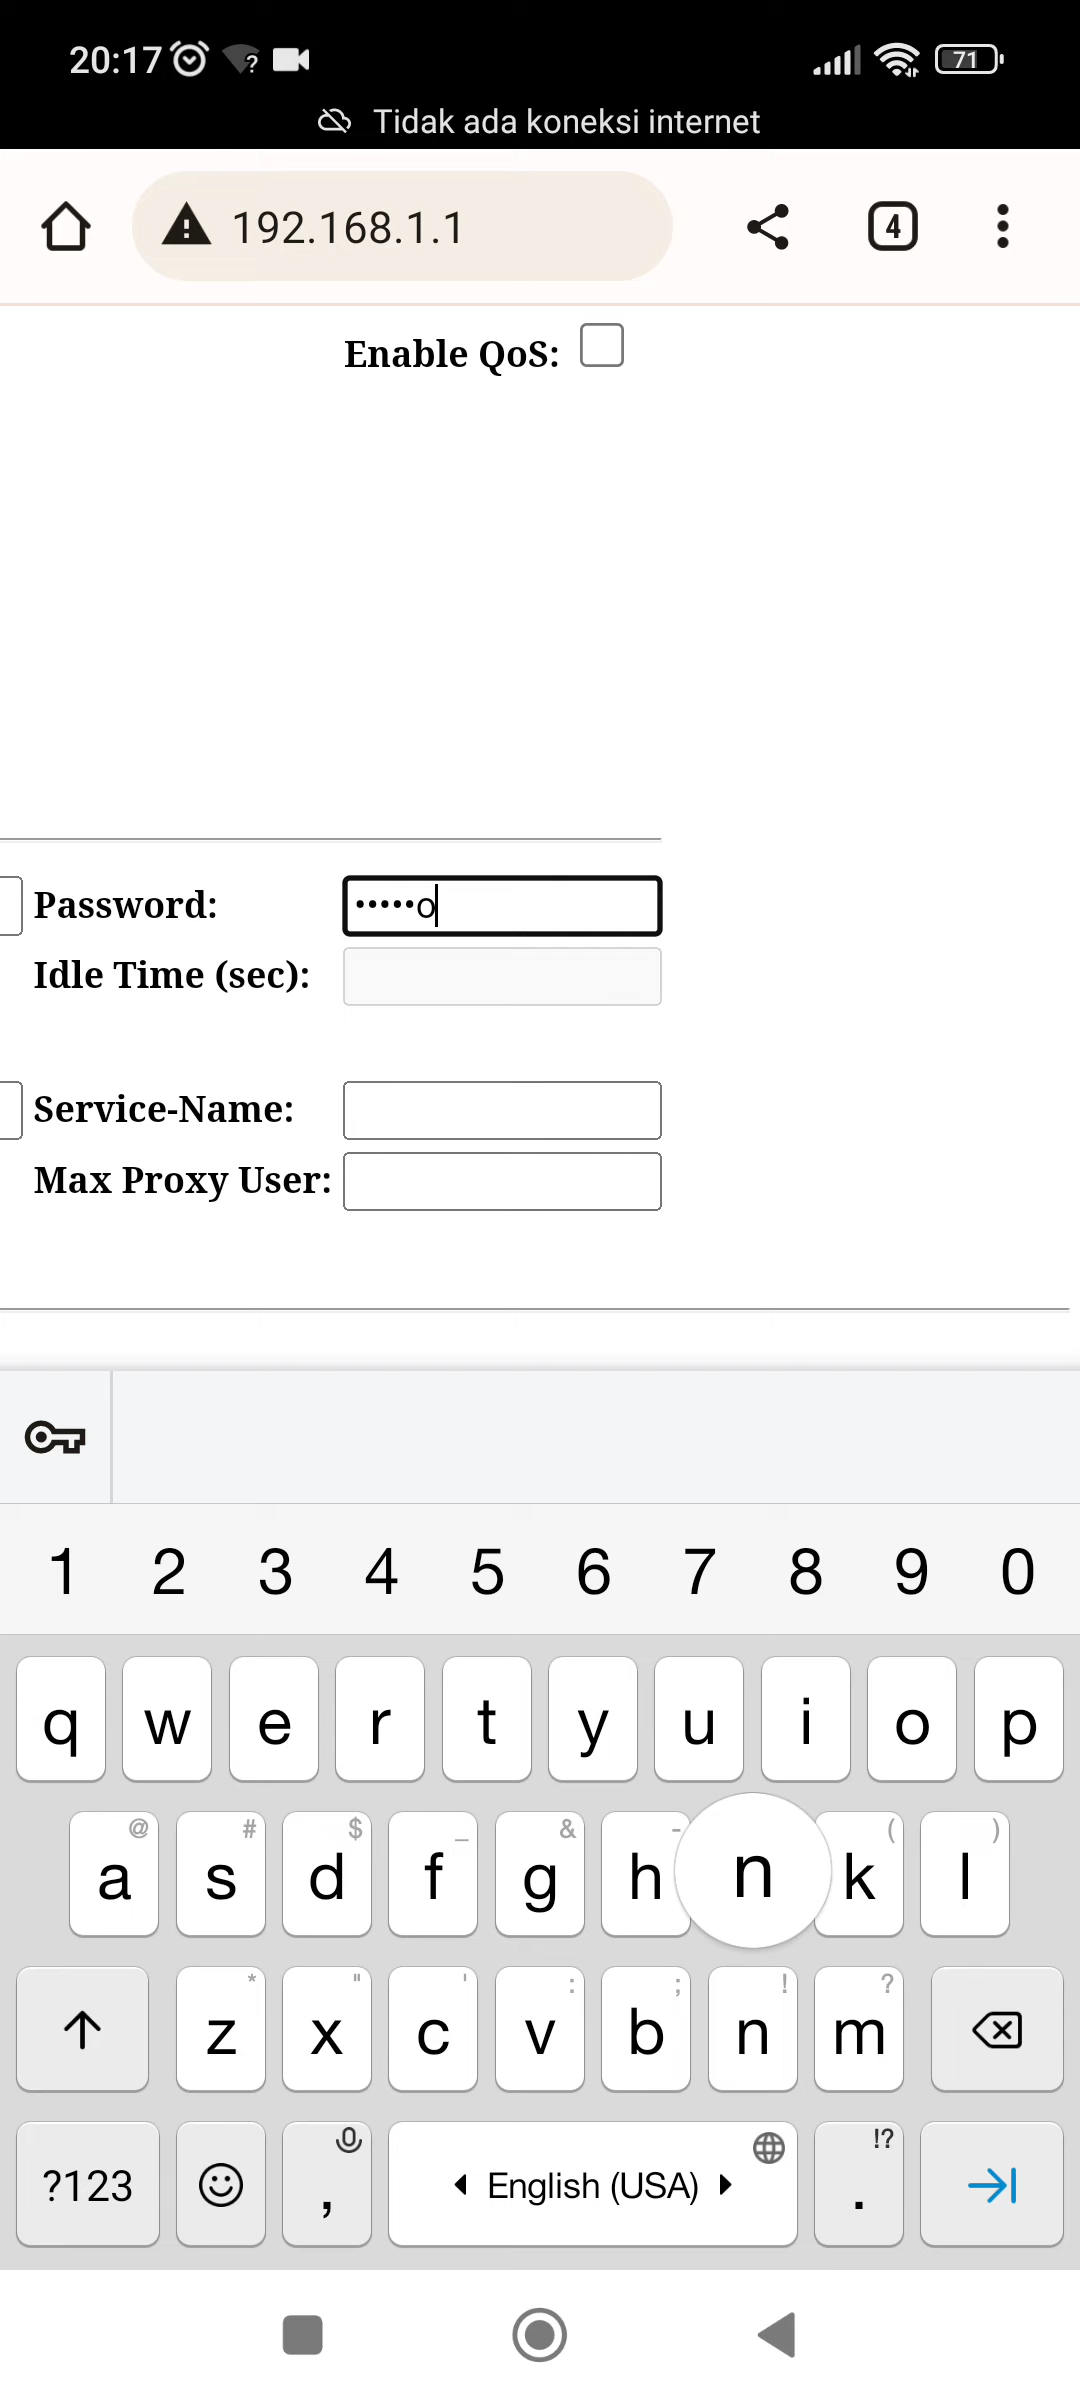 20:17 ? 71
Tidak ada koneksi internet
192.168.1.1 4
Enable QoS:
Password: •••••o
Idle Time (sec):
Service-Name:
Max Proxy User:
1 2 3 4 5 6 7 8 9 0
q w e r t y u i o p
@ # $ _ & - ( )
a s d f g h n k l
* " ' : ; ! ?
z x c v b n m
!?
?123 , English (USA) .